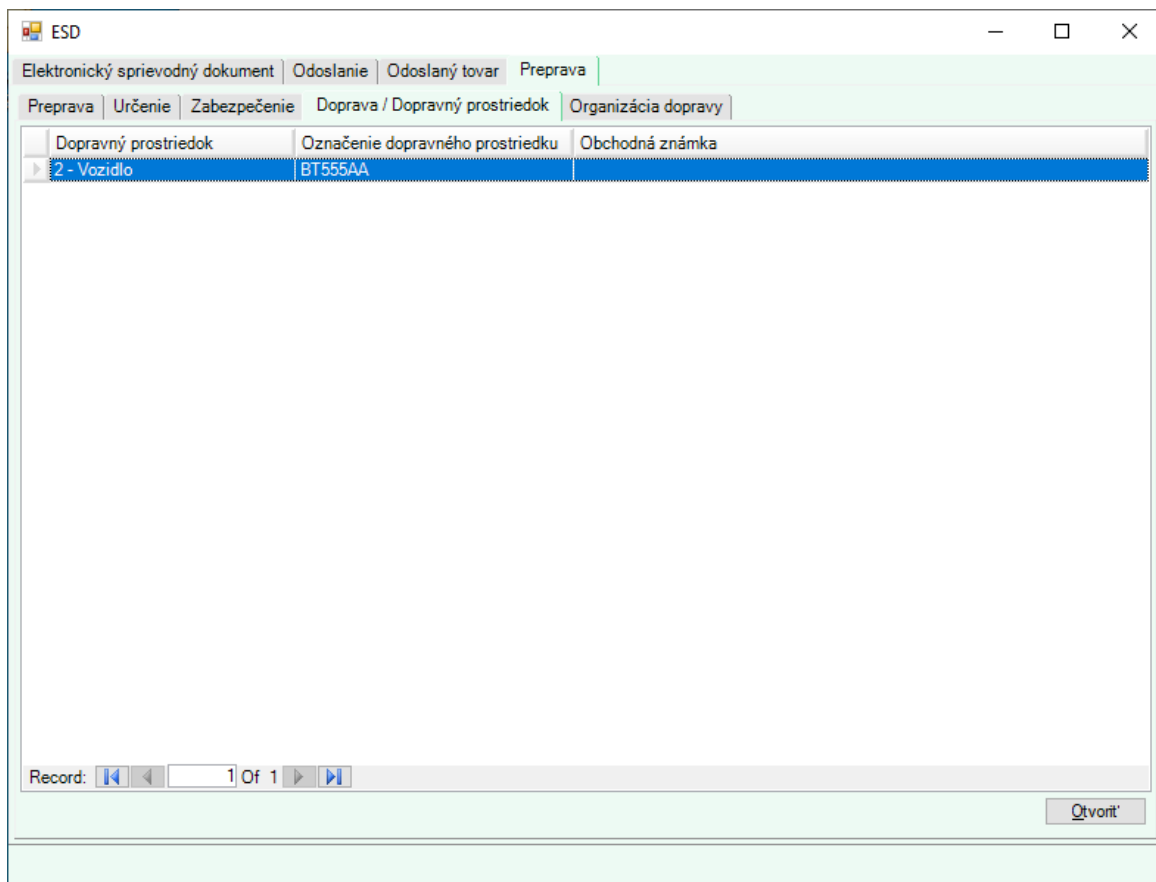 ESD
Elektronický sprievodný dokument Odoslanie Odoslaný tovar Preprava
Preprava Určenie Zabezpečenie Doprava / Dopravný prostriedok Organizácia dopravy
Dopravný prostriedok Označenie dopravného prostriedku Obchodná známka
2 - Vozidlo BT555AA
Record: 1 Of 1
Otvoriť